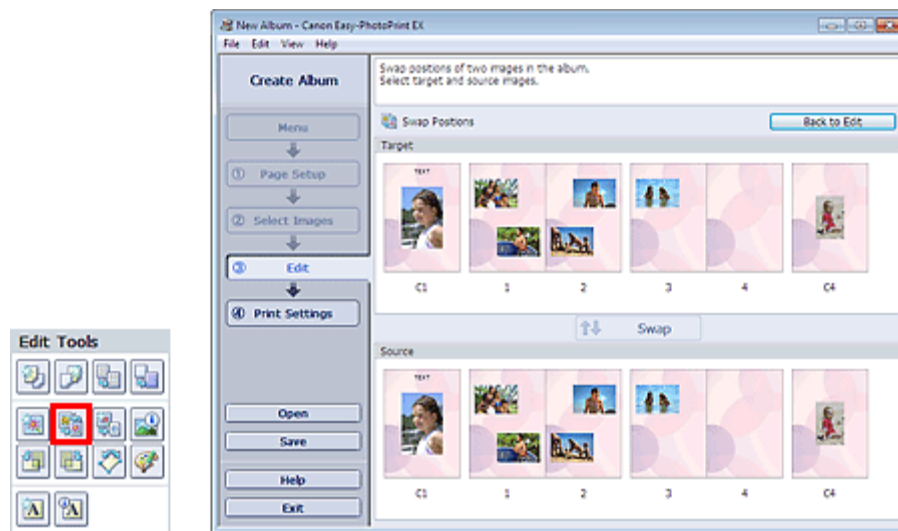 New Album - Canon Easy-PhotoPrint EX
File Edit View Help
Create Album
Swap positions of two images in the album.
Select target and source images.
Menu
Swap Postions
Back to Edit
Target
① Page Setup
TEXT
② Select Images
③ Edit
C1 1 2 3 4 C4
④ Print Settings
Swap
Edit Tools
Source
TEXT
Open
Save
Help
C1 1 2 3 4 C4
Exit
A
A